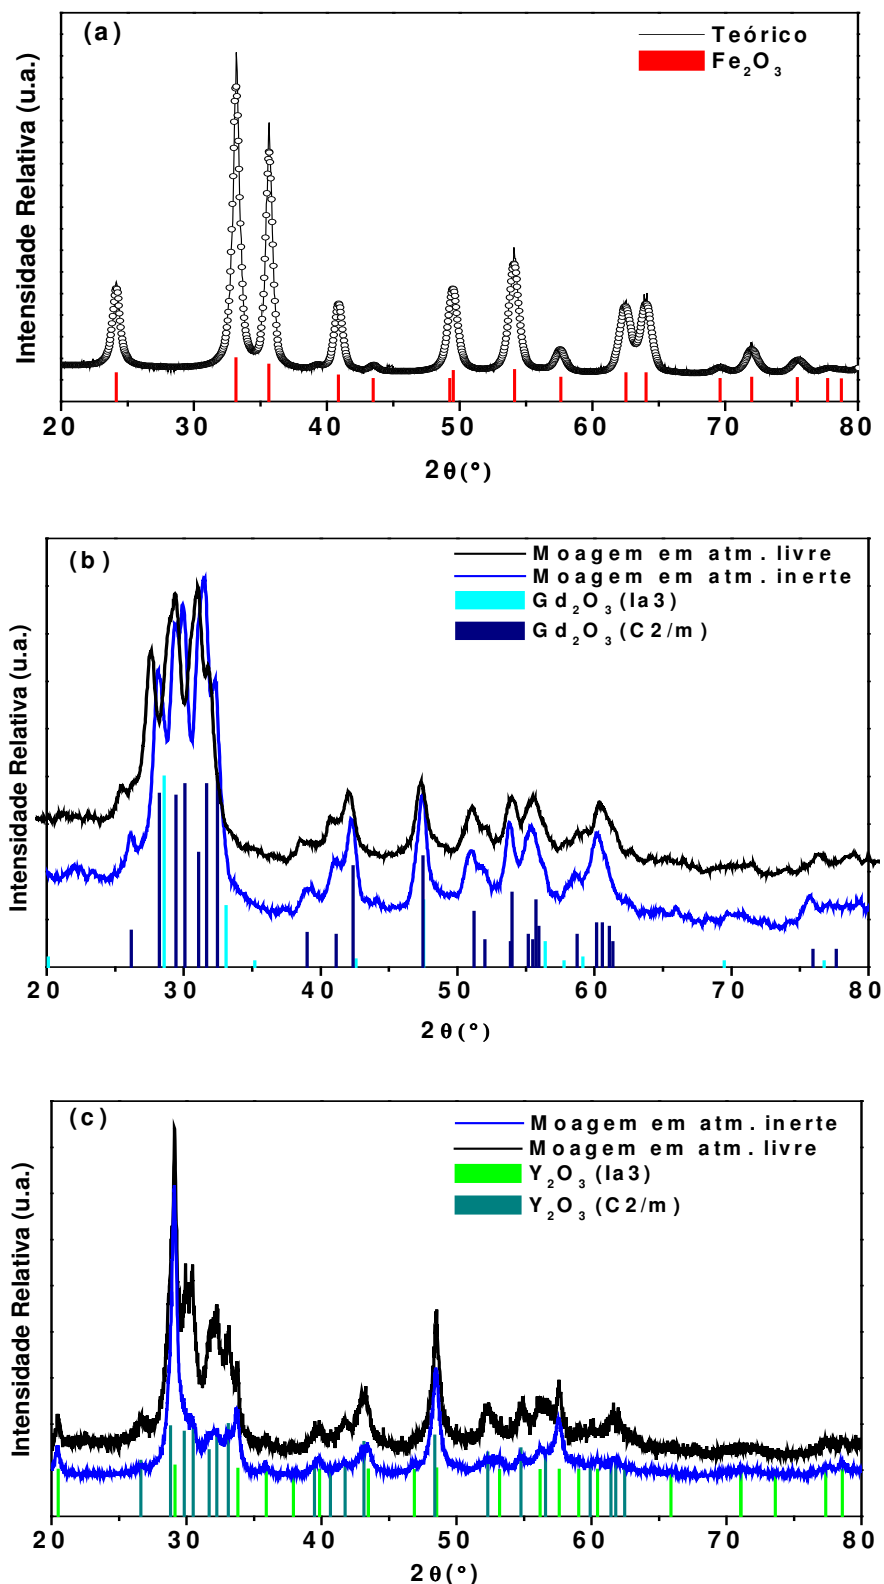 (a)
Teórico
Fe₂O₃
Intensidade Relativa (u.a.)
20 30 40 50 60 70 80
2θ(°)
(b)
Moagem em atm. livre
Moagem em atm. inerte
Gd₂O₃(Ia3)
Gd₂O₃(C2/m)
Intensidade Relativa (u.a.)
20 30 40 50 60 70 80
2θ(°)
(c)
Moagem em atm. inerte
Moagem em atm. livre
Y₂O₃(Ia3)
Y₂O₃(C2/m)
Intensidade Relativa (u.a.)
20 30 40 50 60 70 80
2θ(°)